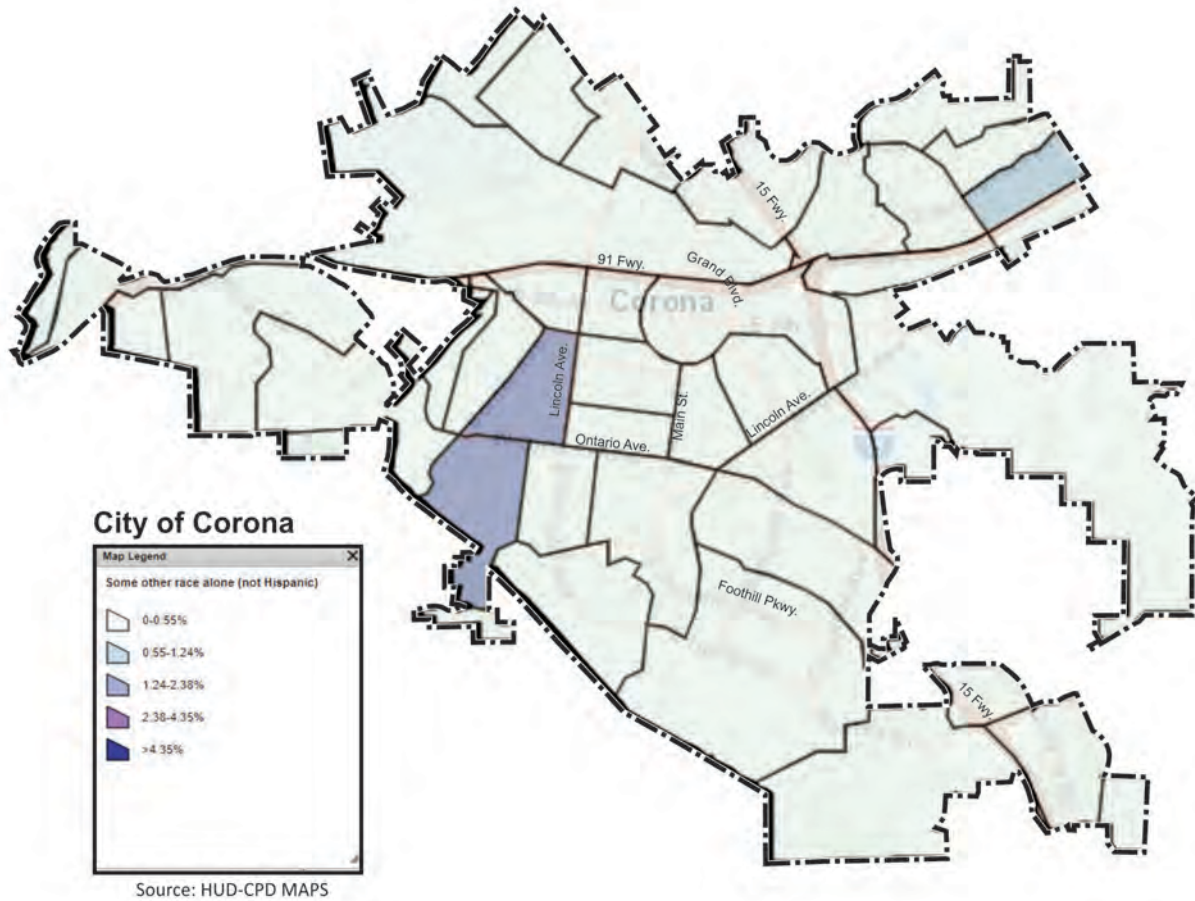 15 Fwy.
91 Fwy.
Grand Blvd.
Corona
Lincoln Ave.
Main St.
Lincoln Ave.
Ontario Ave.
Foothill Pkwy.
15 Fwy.
City of Corona
Map Legend
Some other race alone (not Hispanic)
0-0.55%
0.55-1.24%
1.24-2.38%
2.38-4.35%
>4.35%
Source: HUD-CPD MAPS